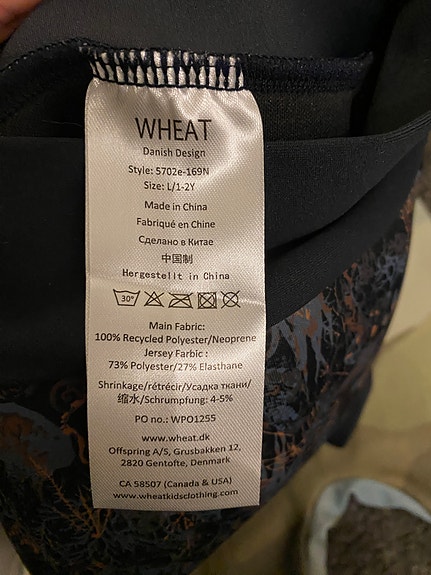 WHEAT
Danish Design
Style: 5702e-169N
Size: L/1-2Y
Made in China
Fabriqué en Chine
Сделано в Китае
中国制
Hergestellt in China
30°
Main Fabric:
100% Recycled Polyester/Neoprene
Jersey Farbic :
73% Polyester/27% Elasthane
Shrinkage/rétrécir/Усадка ткани/
缩水/Schrumpfung: 4-5%
PO no.: WPO1255
www.wheat.dk
Offspring A/S, Grusbakken 12,
2820 Gentofte, Denmark
CA 58507 (Canada & USA)
www.wheatkidsclothing.com